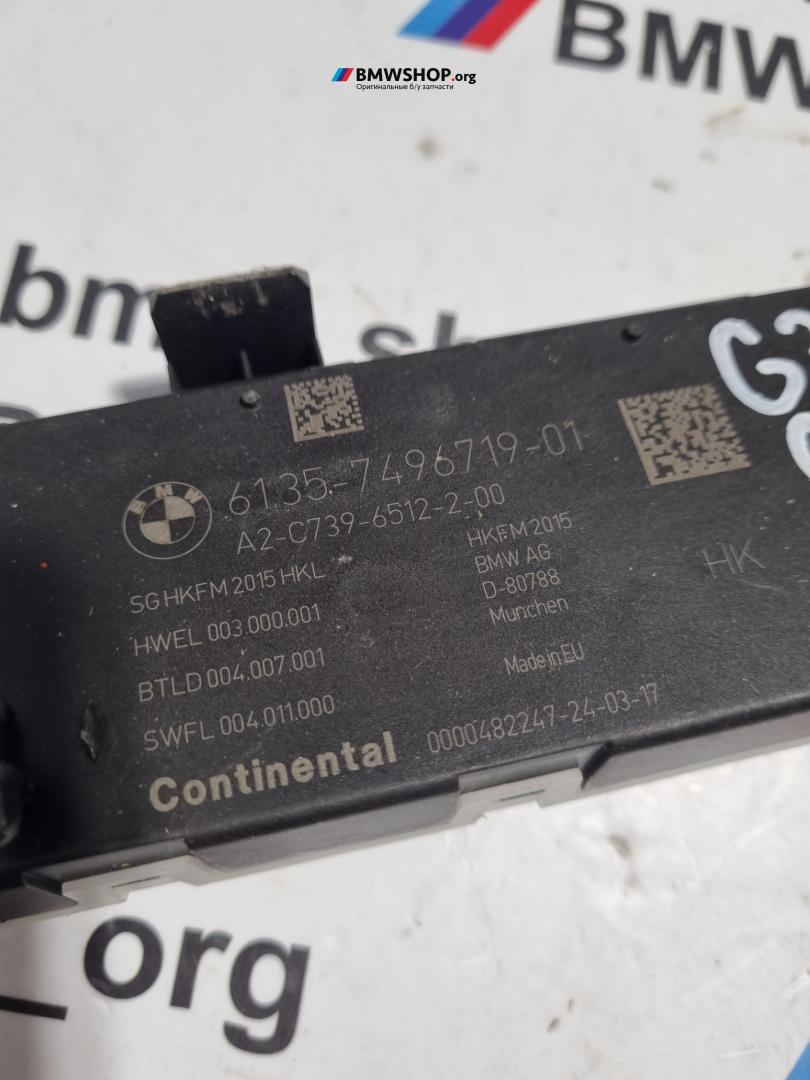 BMW
BMWSHOP.org
Оригинальные б/у запчасти
bm
s
BMW
6135-7496719-01
A2-C739-6512-2-00
SG HKFM 2015 HKL
HKFM 2015
HWEL 003.000.001
BMW AG
D-80788
BTLD 004.007.001
Munchen
HK
SWFL 004.011.000
Made in EU
Continental
0000482247-24-03-17
_org